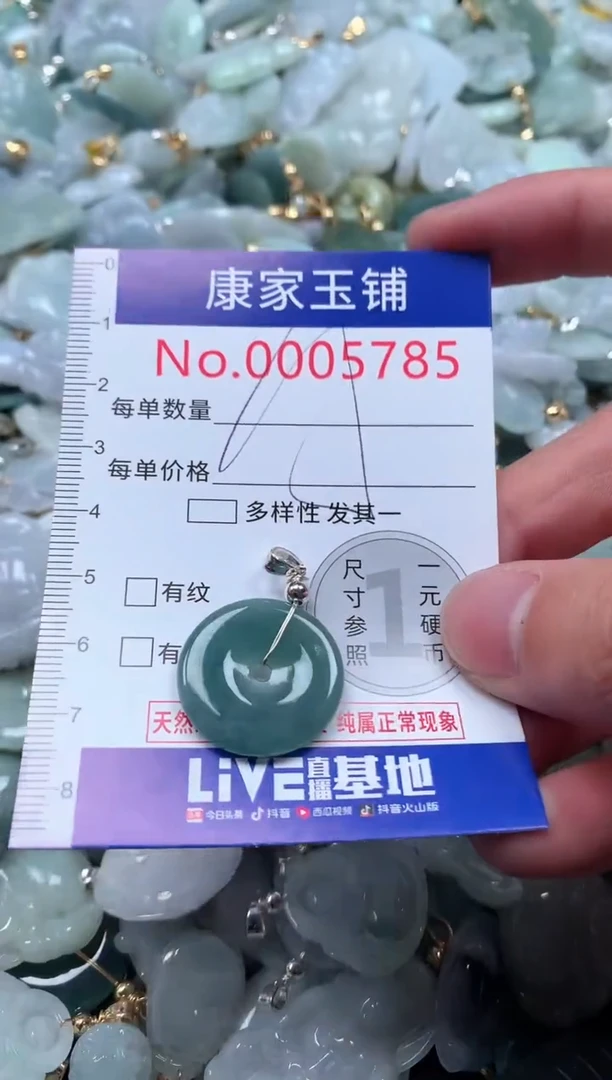 0
康家玉铺
1
No.0005785
2
每单数量
3
每单价格
4
多样性 发其一
5
有纹
尺寸参照
1
一元硬币
6
有
7
天然
纯属正常现象
8
LiVE直播基地
今日头条 抖音 西瓜视频 抖音火山版